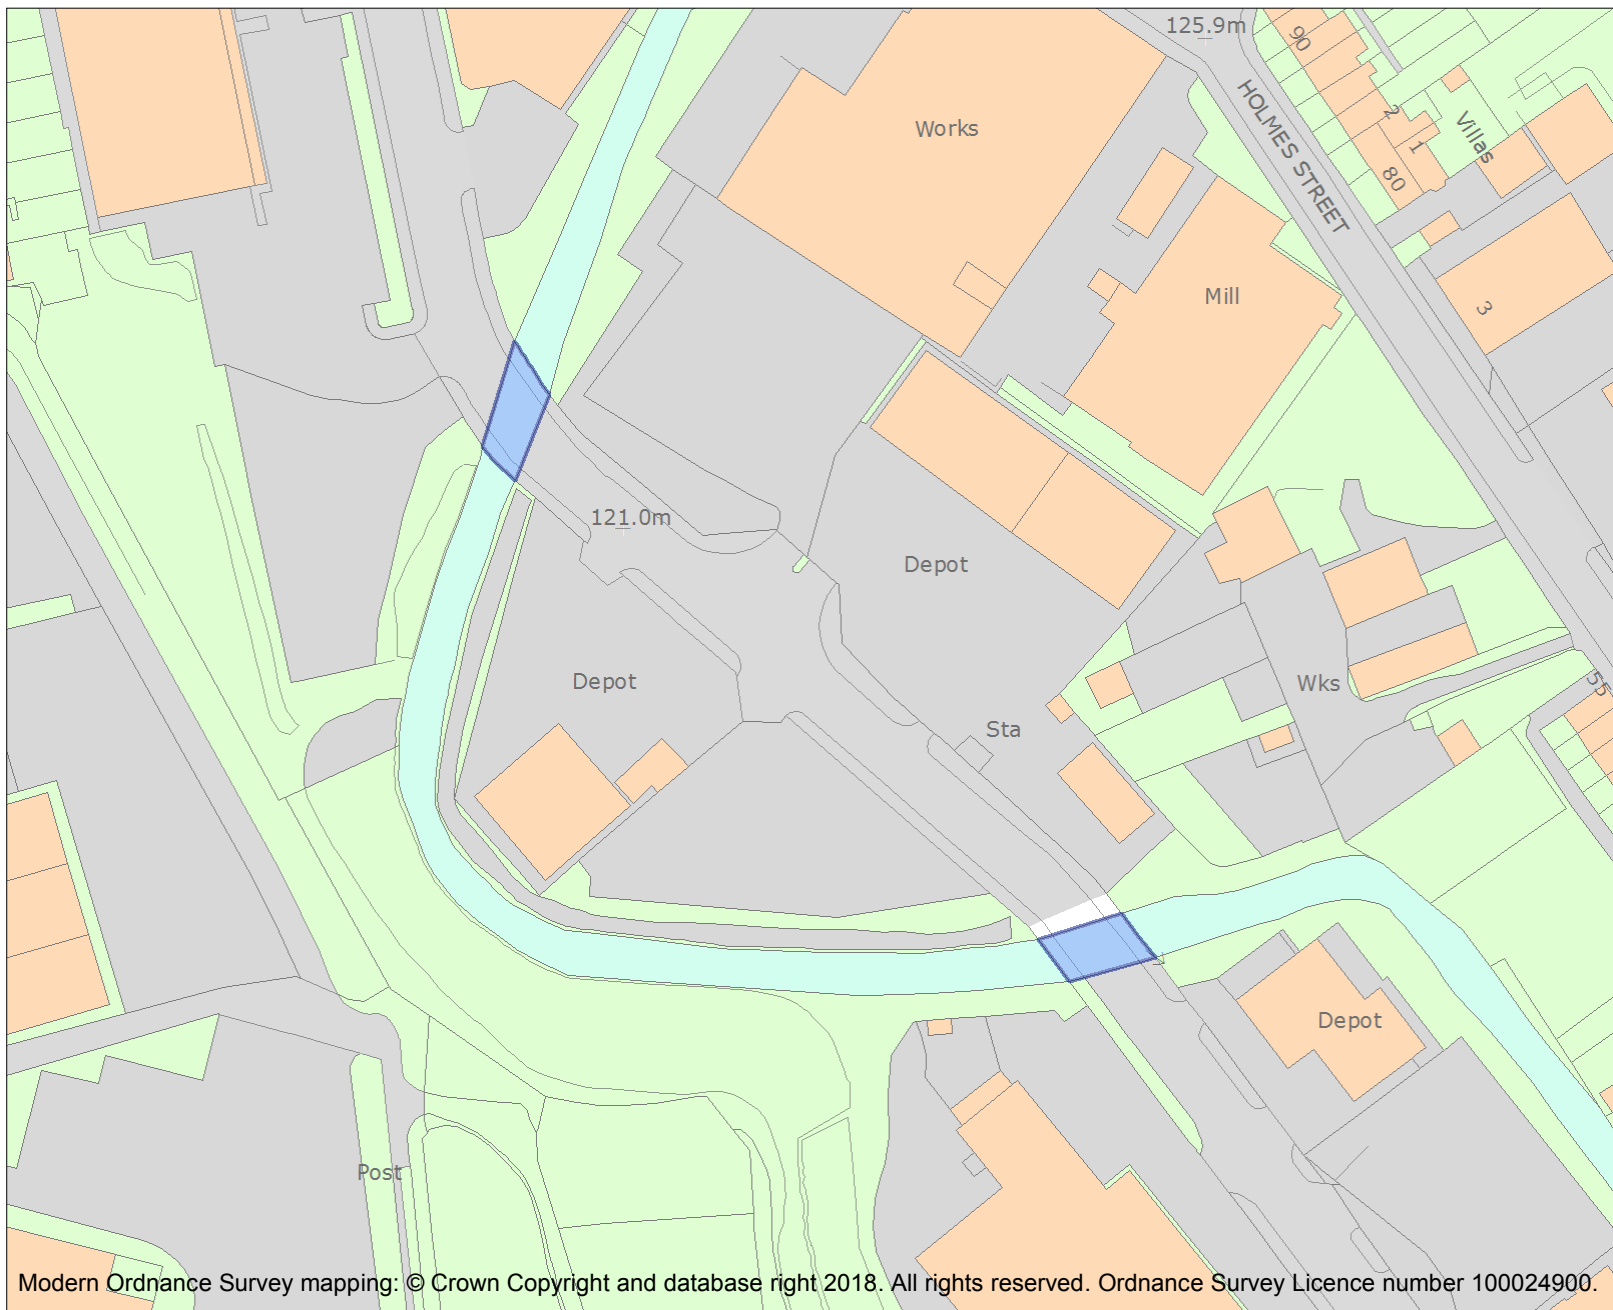 125.9m
90
HOLMES STREET
Works
2
Villas
1
80
Mill
3
121.0m
Depot
Depot
Wks
55
Sta
Depot
Post
Modern Ordnance Survey mapping: © Crown Copyright and database right 2018. All rights reserved. Ordnance Survey Licence number 100024900.